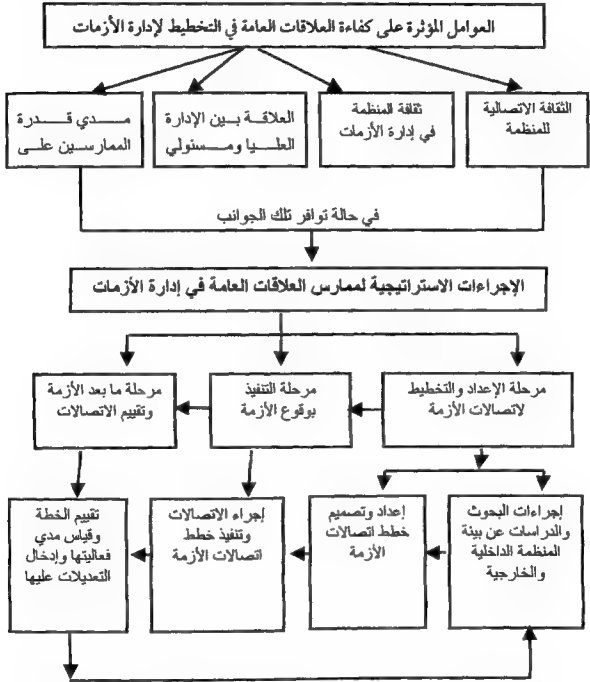 العوامل المؤثرة على كفاءة العلاقات العامة في التخطيط لإدارة الأزمات
الثقافة الاتصالية
للمنظمة
ثقافة المنظمة
في إدارة الأزمات
العلاقة بين الإدارة
العليا ومسئولي
مدي قدرة
الممارسين على
في حالة توافر تلك الجوانب
الإجراءات الاستراتيجية لممارس العلاقات العامة في إدارة الأزمات
مرحلة الإعداد والتخطيط
لاتصالات الأزمة
مرحلة التنفيذ
بوقوع الأزمة
مرحلة ما بعد الأزمة
وتقييم الاتصالات
إجراءات البحوث
والدراسات عن بيئة
المنظمة الداخلية
والخارجية
إعداد وتصميم
خطط اتصالات
الأزمة
إجراء الاتصالات
وتنفيذ خطط
اتصالات الأزمة
تقييم الخطة
وقياس مدي
فعاليتها وإدخال
التعديلات عليها